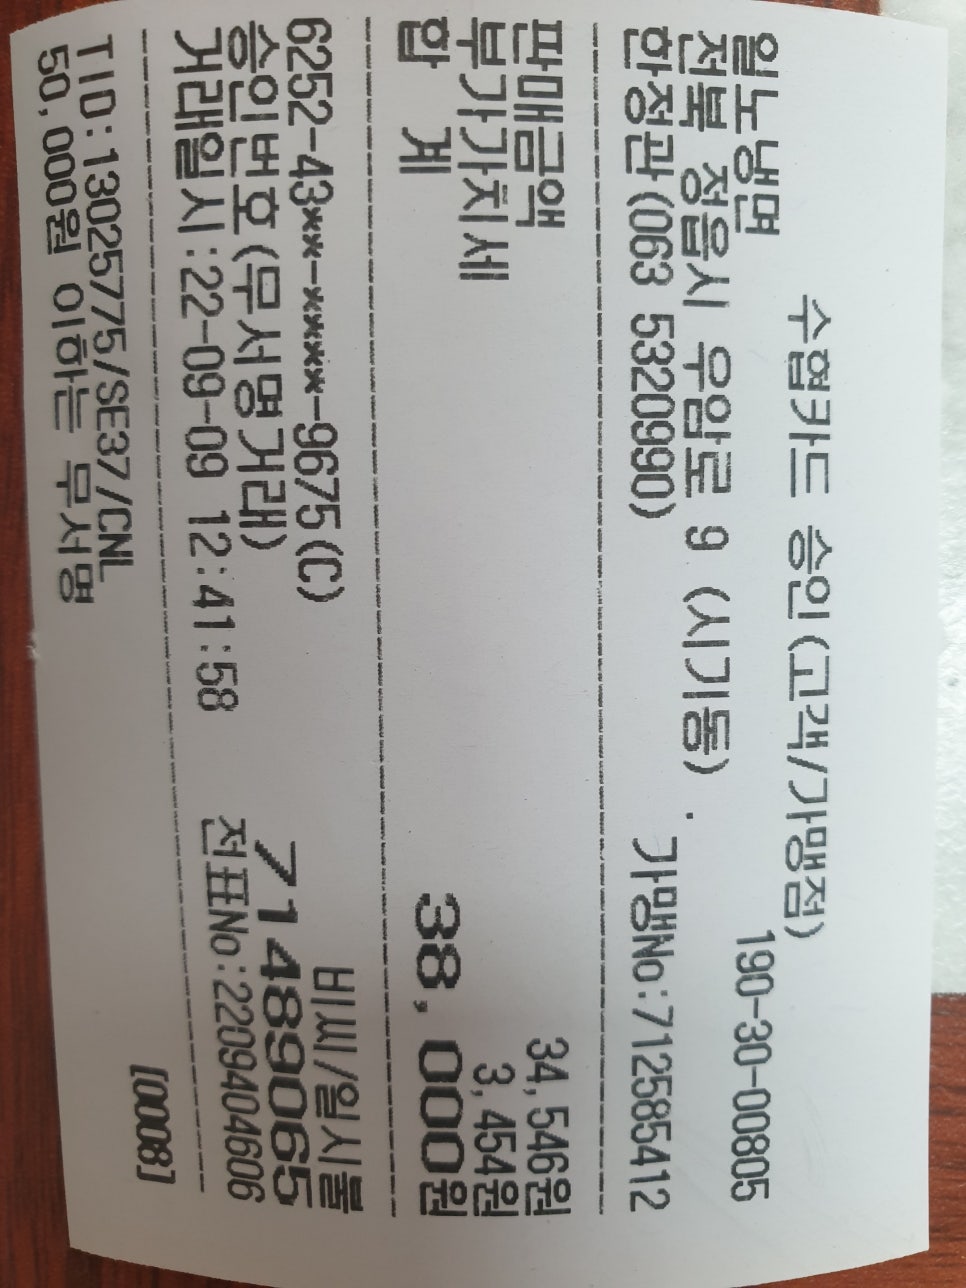 수협카드 승인(고객/가맹점)
일노냉면 190-30-00805
전북 정읍시 우암로 9 (시기동) .
한정관(063 5320990) 가맹No:712585412
판매금액 34,546원
부가가치세 3,454원
합 계 38,000원
6252-43**-****-9675(C) 비씨/일시불
승인번호(무서명거래) 71489065
거래일시:22-09-09 12:41:58 전표No:220940404606
TID:13025775/SE37/CNL [0008]
50,000원 이하는 무서명